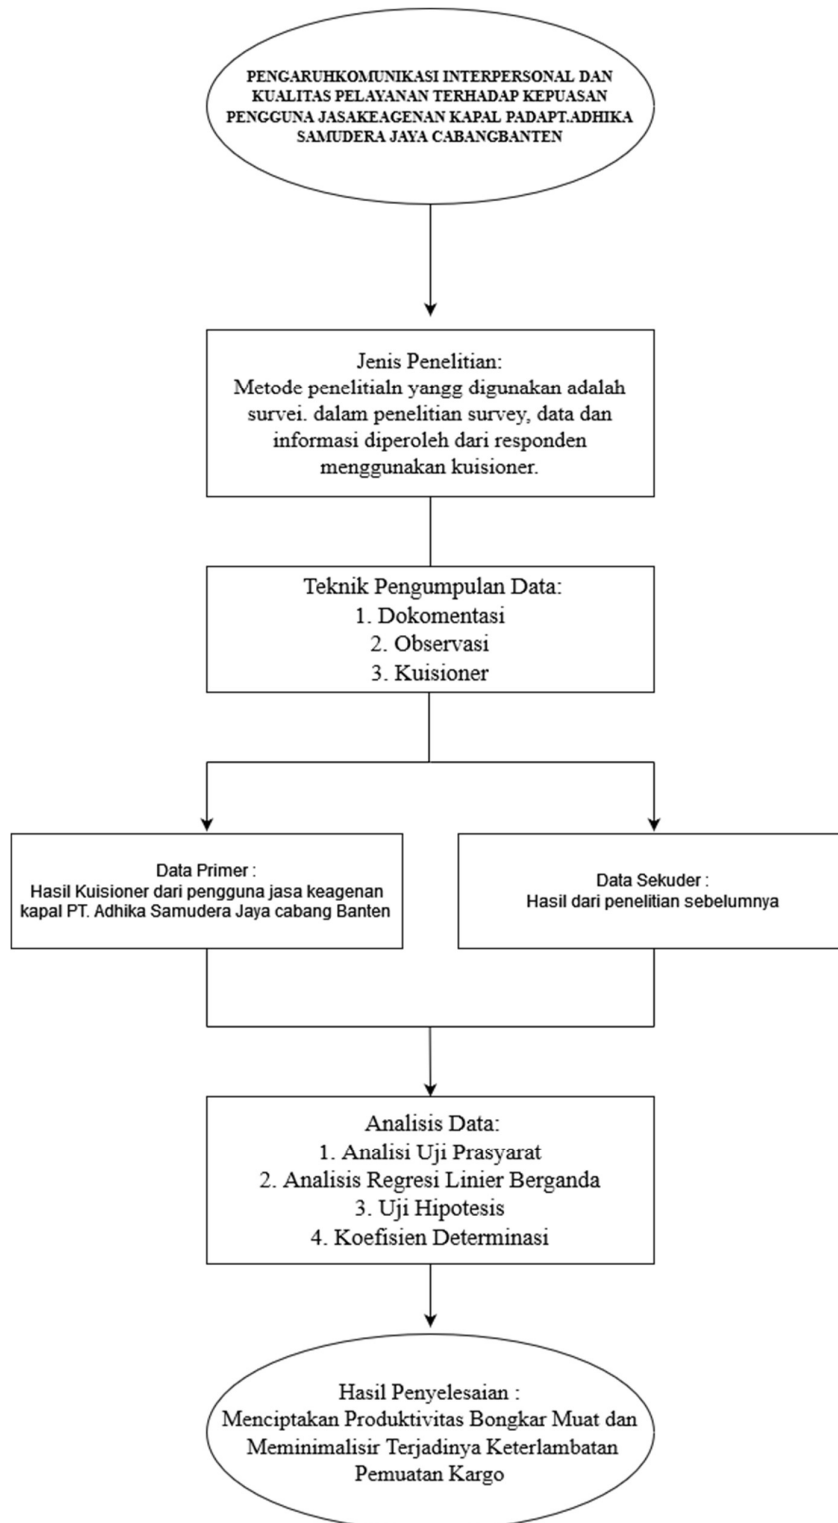 PENGARUHKOMUNIKASI INTERPERSONAL DAN
KUALITAS PELAYANAN TERHADAP KEPUASAN
PENGGUNA JASAKEAGENAN KAPAL PADAPT.ADHIKA
SAMUDERA JAYA CABANGBANTEN
Jenis Penelitian:
Metode penelitialn yangg digunakan adalah
survei. dalam penelitian survey, data dan
informasi diperoleh dari responden
menggunakan kuisioner.
Teknik Pengumpulan Data:
1. Dokomentasi
2. Observasi
3. Kuisioner
Data Primer :
Hasil Kuisioner dari pengguna jasa keagenan
kapal PT. Adhika Samudera Jaya cabang Banten
Data Sekuder :
Hasil dari penelitian sebelumnya
Analisis Data:
1. Analisi Uji Prasyarat
2. Analisis Regresi Linier Berganda
3. Uji Hipotesis
4. Koefisien Determinasi
Hasil Penyelesaian :
Menciptakan Produktivitas Bongkar Muat dan
Meminimalisir Terjadinya Keterlambatan
Pemuatan Kargo